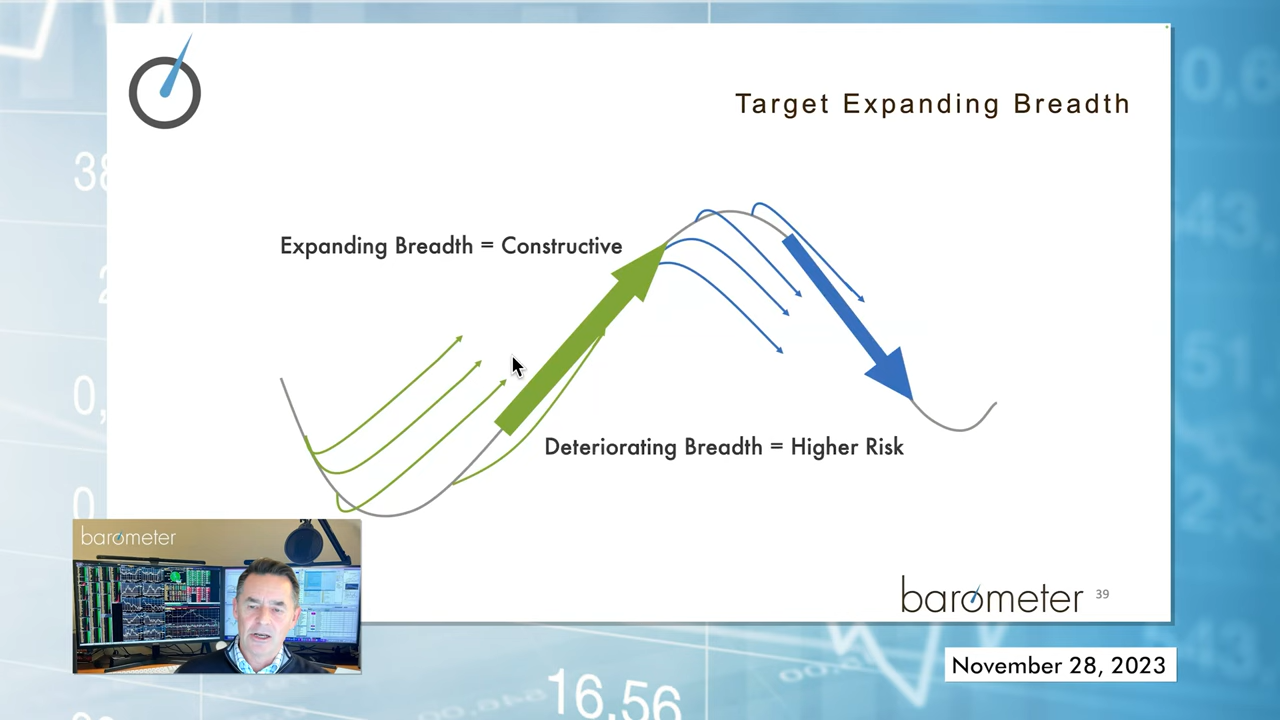 Target Expanding Breadth
Expanding Breadth = Constructive
Deteriorating Breadth = Higher Risk
barometer
barometer 39
November 28, 2023
16,56